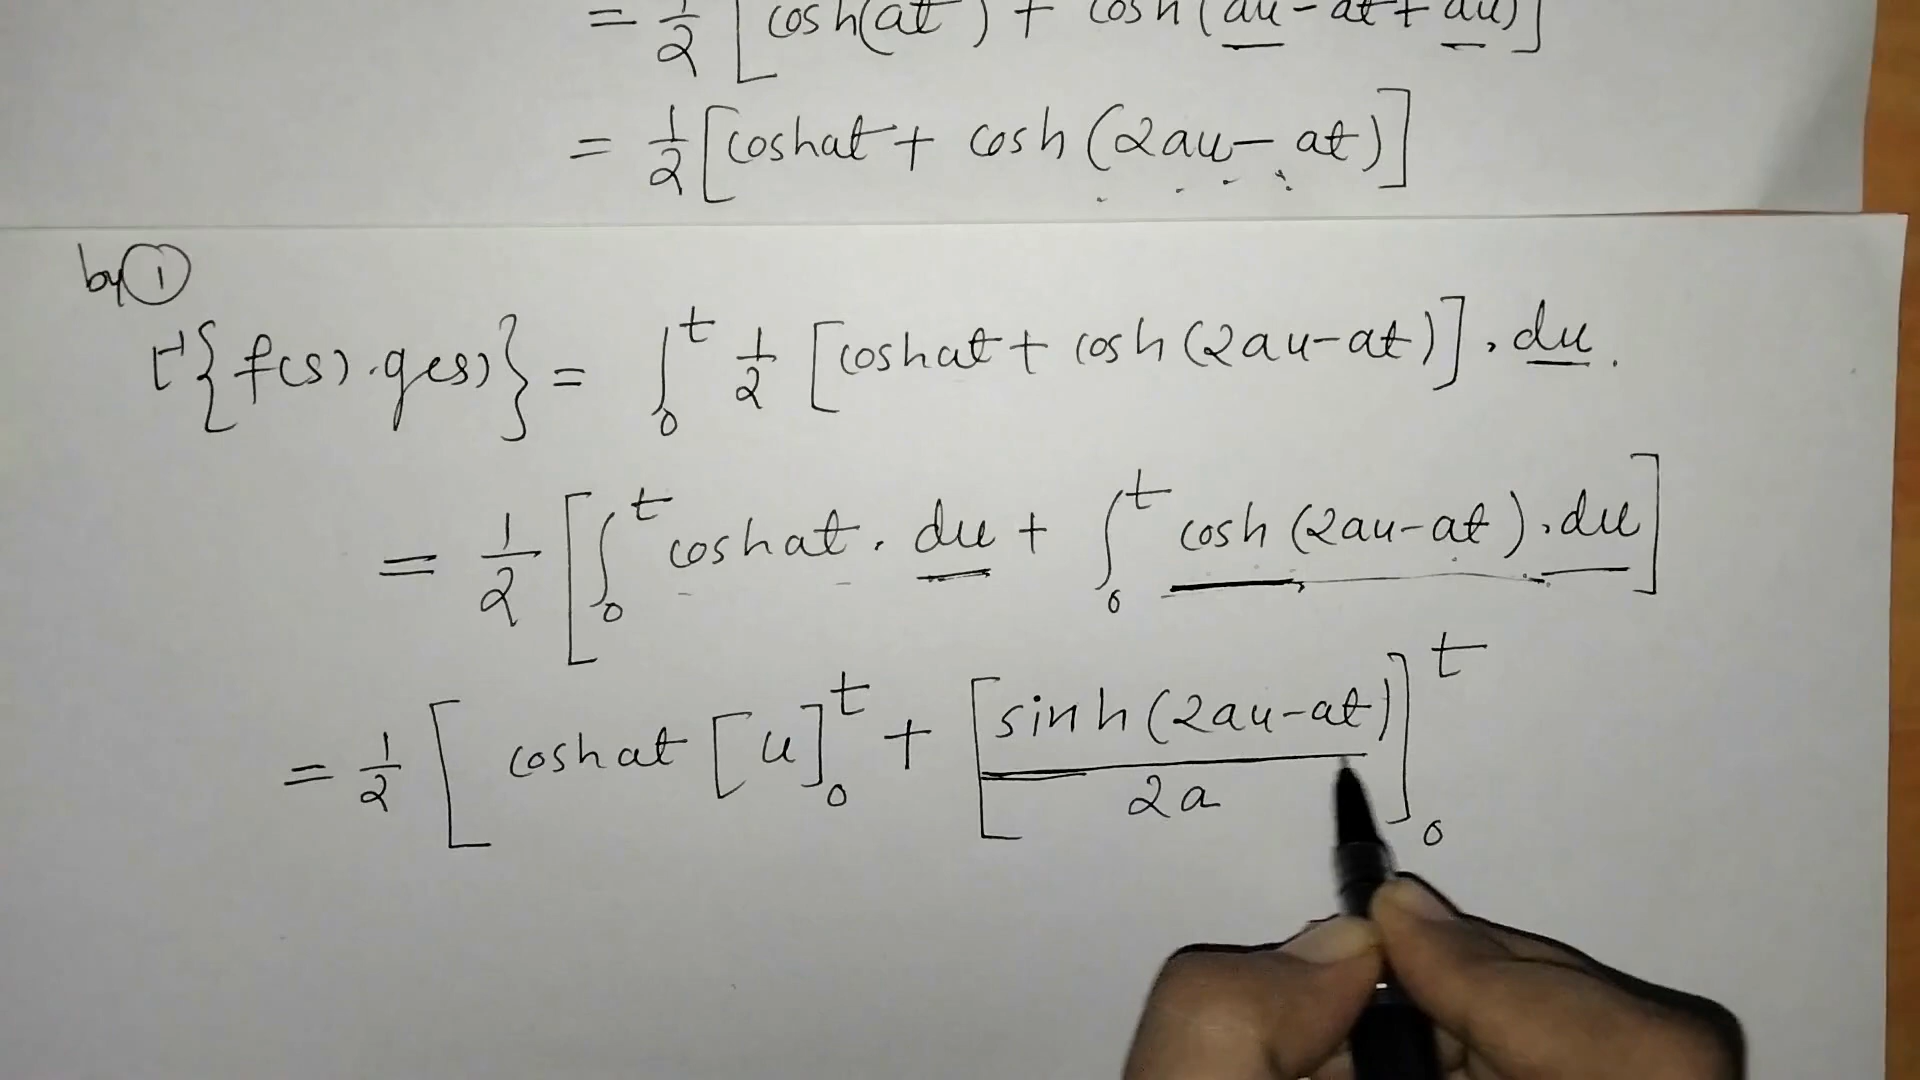 = 1/2 [cosh(at) + cosh(au-at+au)]
= 1/2 [coshat + cosh(2au-at)]
by ①
L⁻¹{f(s).g(s)} = ∫₀ᵗ 1/2 [coshat + cosh(2au-at)].du.
= 1/2 [∫₀ᵗ coshat.du + ∫₀ᵗ cosh(2au-at).du]
= 1/2 [coshat [u]₀ᵗ + [sinh(2au-at)/2a]₀ᵗ